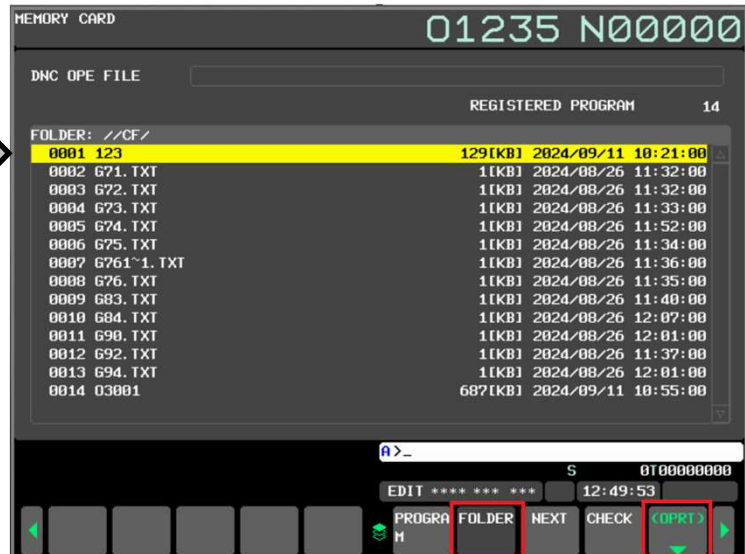 MEMORY CARD
O1235 N00000
DNC OPE FILE
REGISTERED PROGRAM 14
FOLDER: //CF/
0001 123 129[KB] 2024/09/11 10:21:00
0002 G71.TXT 1[KB] 2024/08/26 11:32:00
0003 G72.TXT 1[KB] 2024/08/26 11:32:00
0004 G73.TXT 1[KB] 2024/08/26 11:33:00
0005 G74.TXT 1[KB] 2024/08/26 11:52:00
0006 G75.TXT 1[KB] 2024/08/26 11:34:00
0007 G761~1.TXT 1[KB] 2024/08/26 11:36:00
0008 G76.TXT 1[KB] 2024/08/26 11:35:00
0009 G83.TXT 1[KB] 2024/08/26 11:40:00
0010 G84.TXT 1[KB] 2024/08/26 12:07:00
0011 G90.TXT 1[KB] 2024/08/26 12:01:00
0012 G92.TXT 1[KB] 2024/08/26 11:37:00
0013 G94.TXT 1[KB] 2024/08/26 12:01:00
0014 O3001 687[KB] 2024/09/11 10:55:00
A>_
S 0T00000000
EDIT **** *** *** 12:49:53
PROGRA FOLDER NEXT CHECK (OPRT)
M